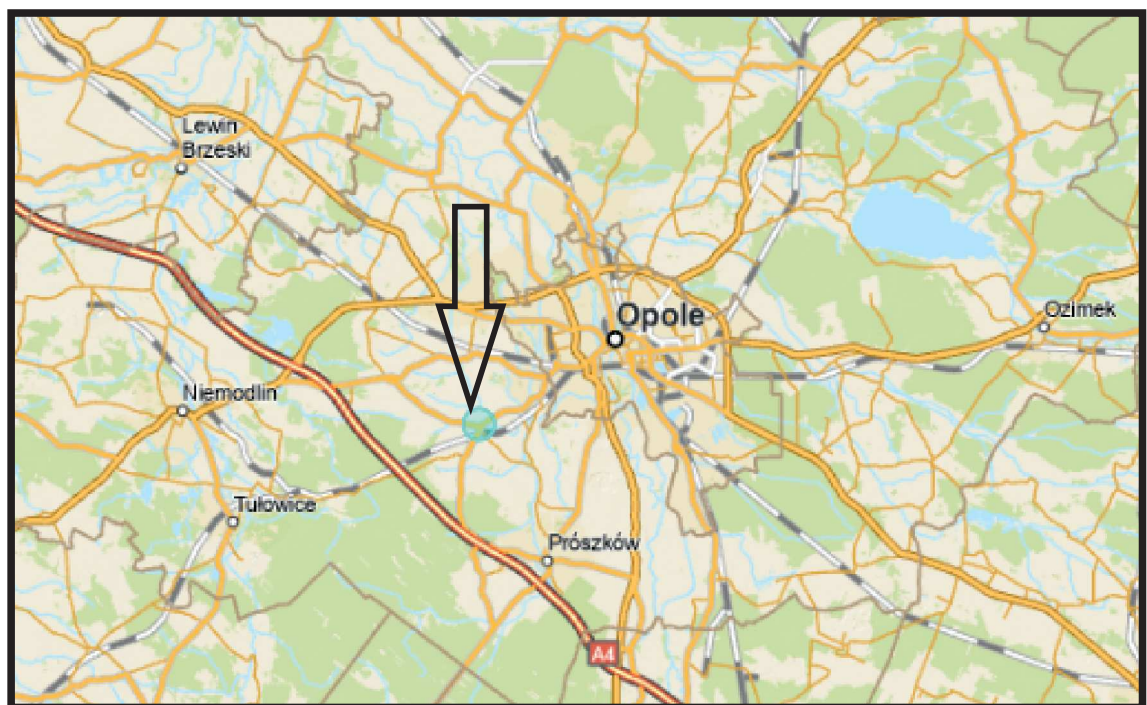 Lewin
Brzeski
Opole
Ozimek
Niemodlin
Tułowice
Prószków
A4